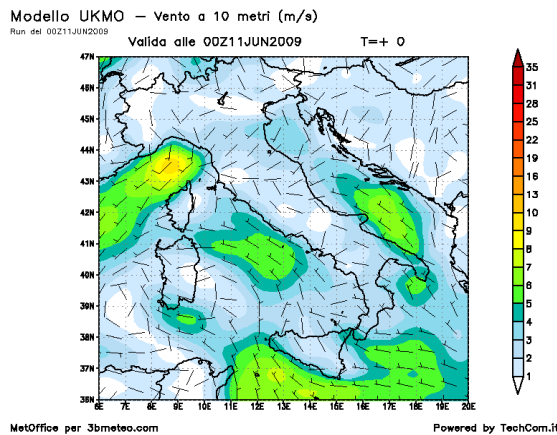 Modello UKMO – Vento a 10 metri (m/s)
Run del 00Z11JUN2009
Valida alle 00Z11JUN2009 T=+ 0
47N
46N
45N
44N
43N
42N
41N
40N
39N
38N
37N
36N
6E 7E 8E 9E 10E 11E 12E 13E 14E 15E 16E 17E 18E 19E 20E
35
31
28
25
22
19
16
13
10
9
8
7
6
5
4
3
2
1
MetOffice per 3bmeteo.com
Powered by TechCom.it